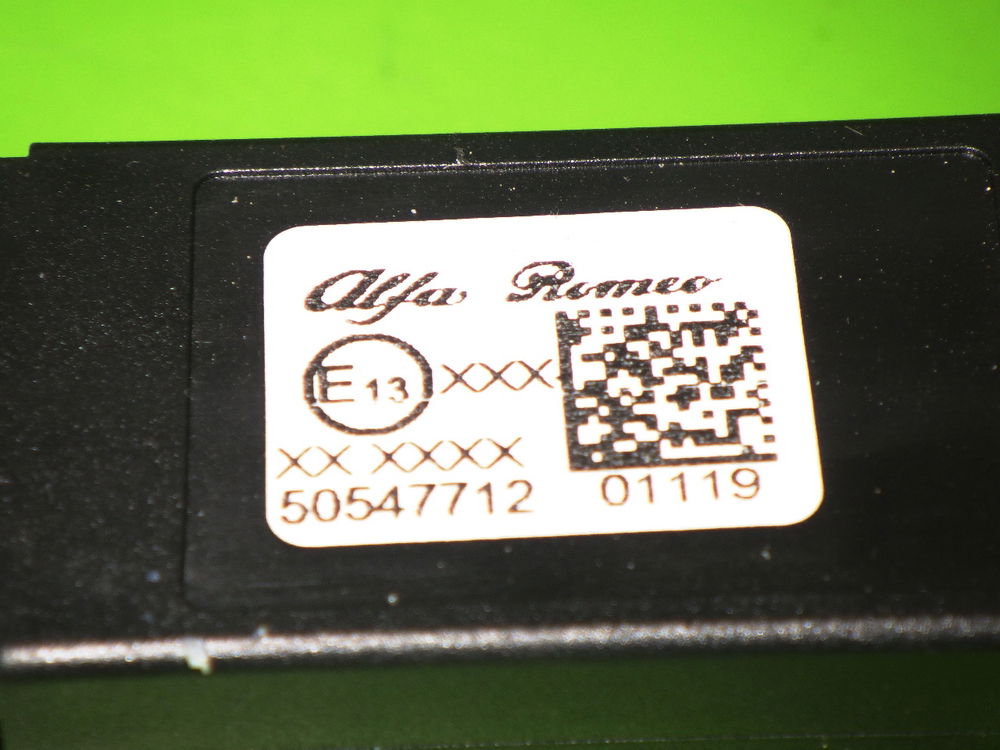 Alfa Romeo
E13 XXX
XX XXXX
50547712 01119